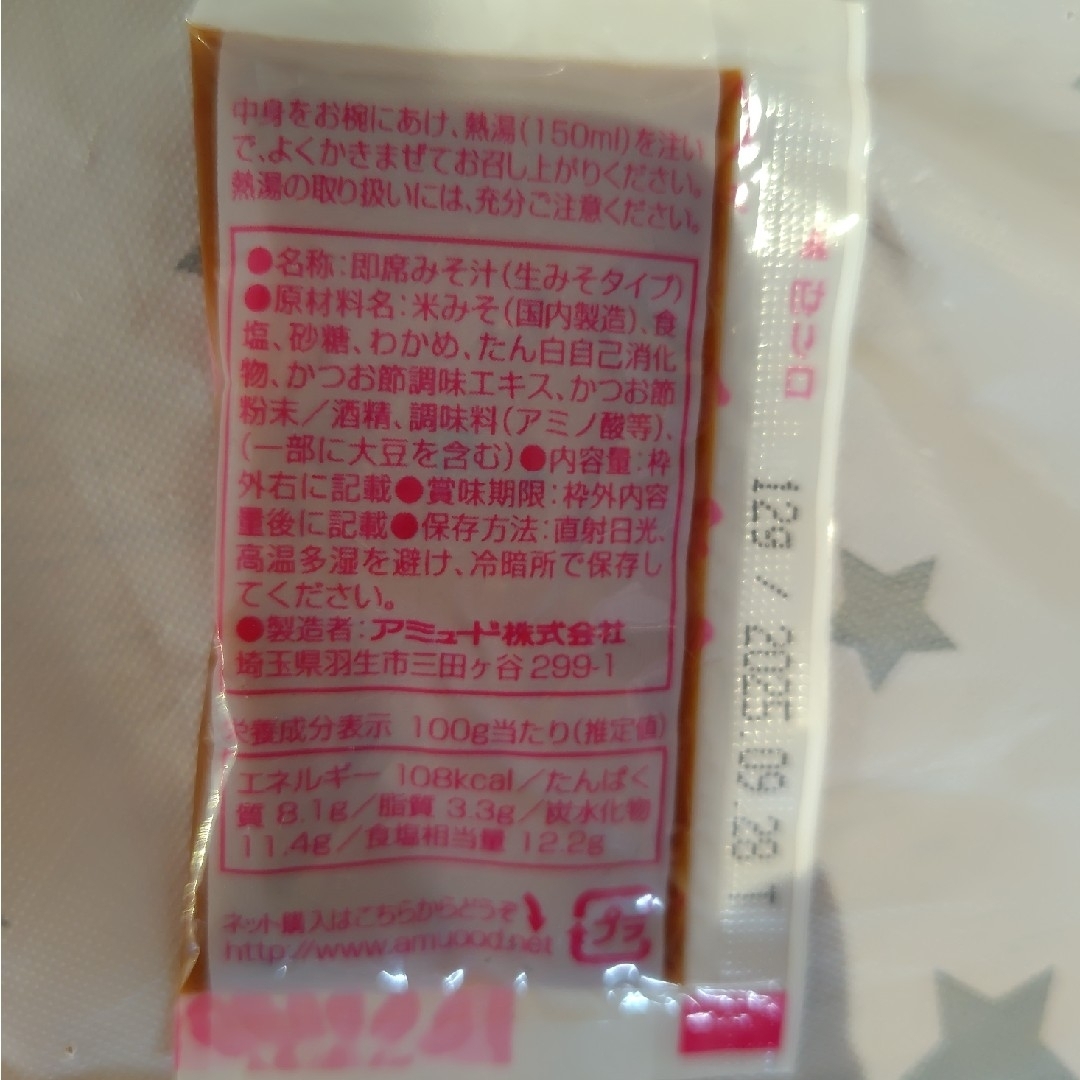 中身をお椀にあけ、熱湯(150ml)を注い
で、よくかきまぜてお召し上がりください。
熱湯の取り扱いには、充分ご注意ください。
●名称：即席みそ汁(生みそタイプ)
●原材料名：米みそ(国内製造)、食
塩、砂糖、わかめ、たん白自己消化
物、かつお節調味エキス、かつお節
粉末／酒精、調味料(アミノ酸等)、
(一部に大豆を含む)●内容量：枠
外右に記載●賞味期限：枠外内容
量後に記載●保存方法：直射日光、
高温多湿を避け、冷暗所で保存し
てください。
●製造者：アミュード株式会社
埼玉県羽生市三田ヶ谷299-1
栄養成分表示 100g当たり(推定値)
エネルギー 108kcal／たんぱく
質 8.1g／脂質 3.3g／炭水化物
11.4g／食塩相当量 12.2g
ネット購入はこちらからどうぞ
http://www.amuood.net
プラ
切り口
12g / 2025.09.28 T